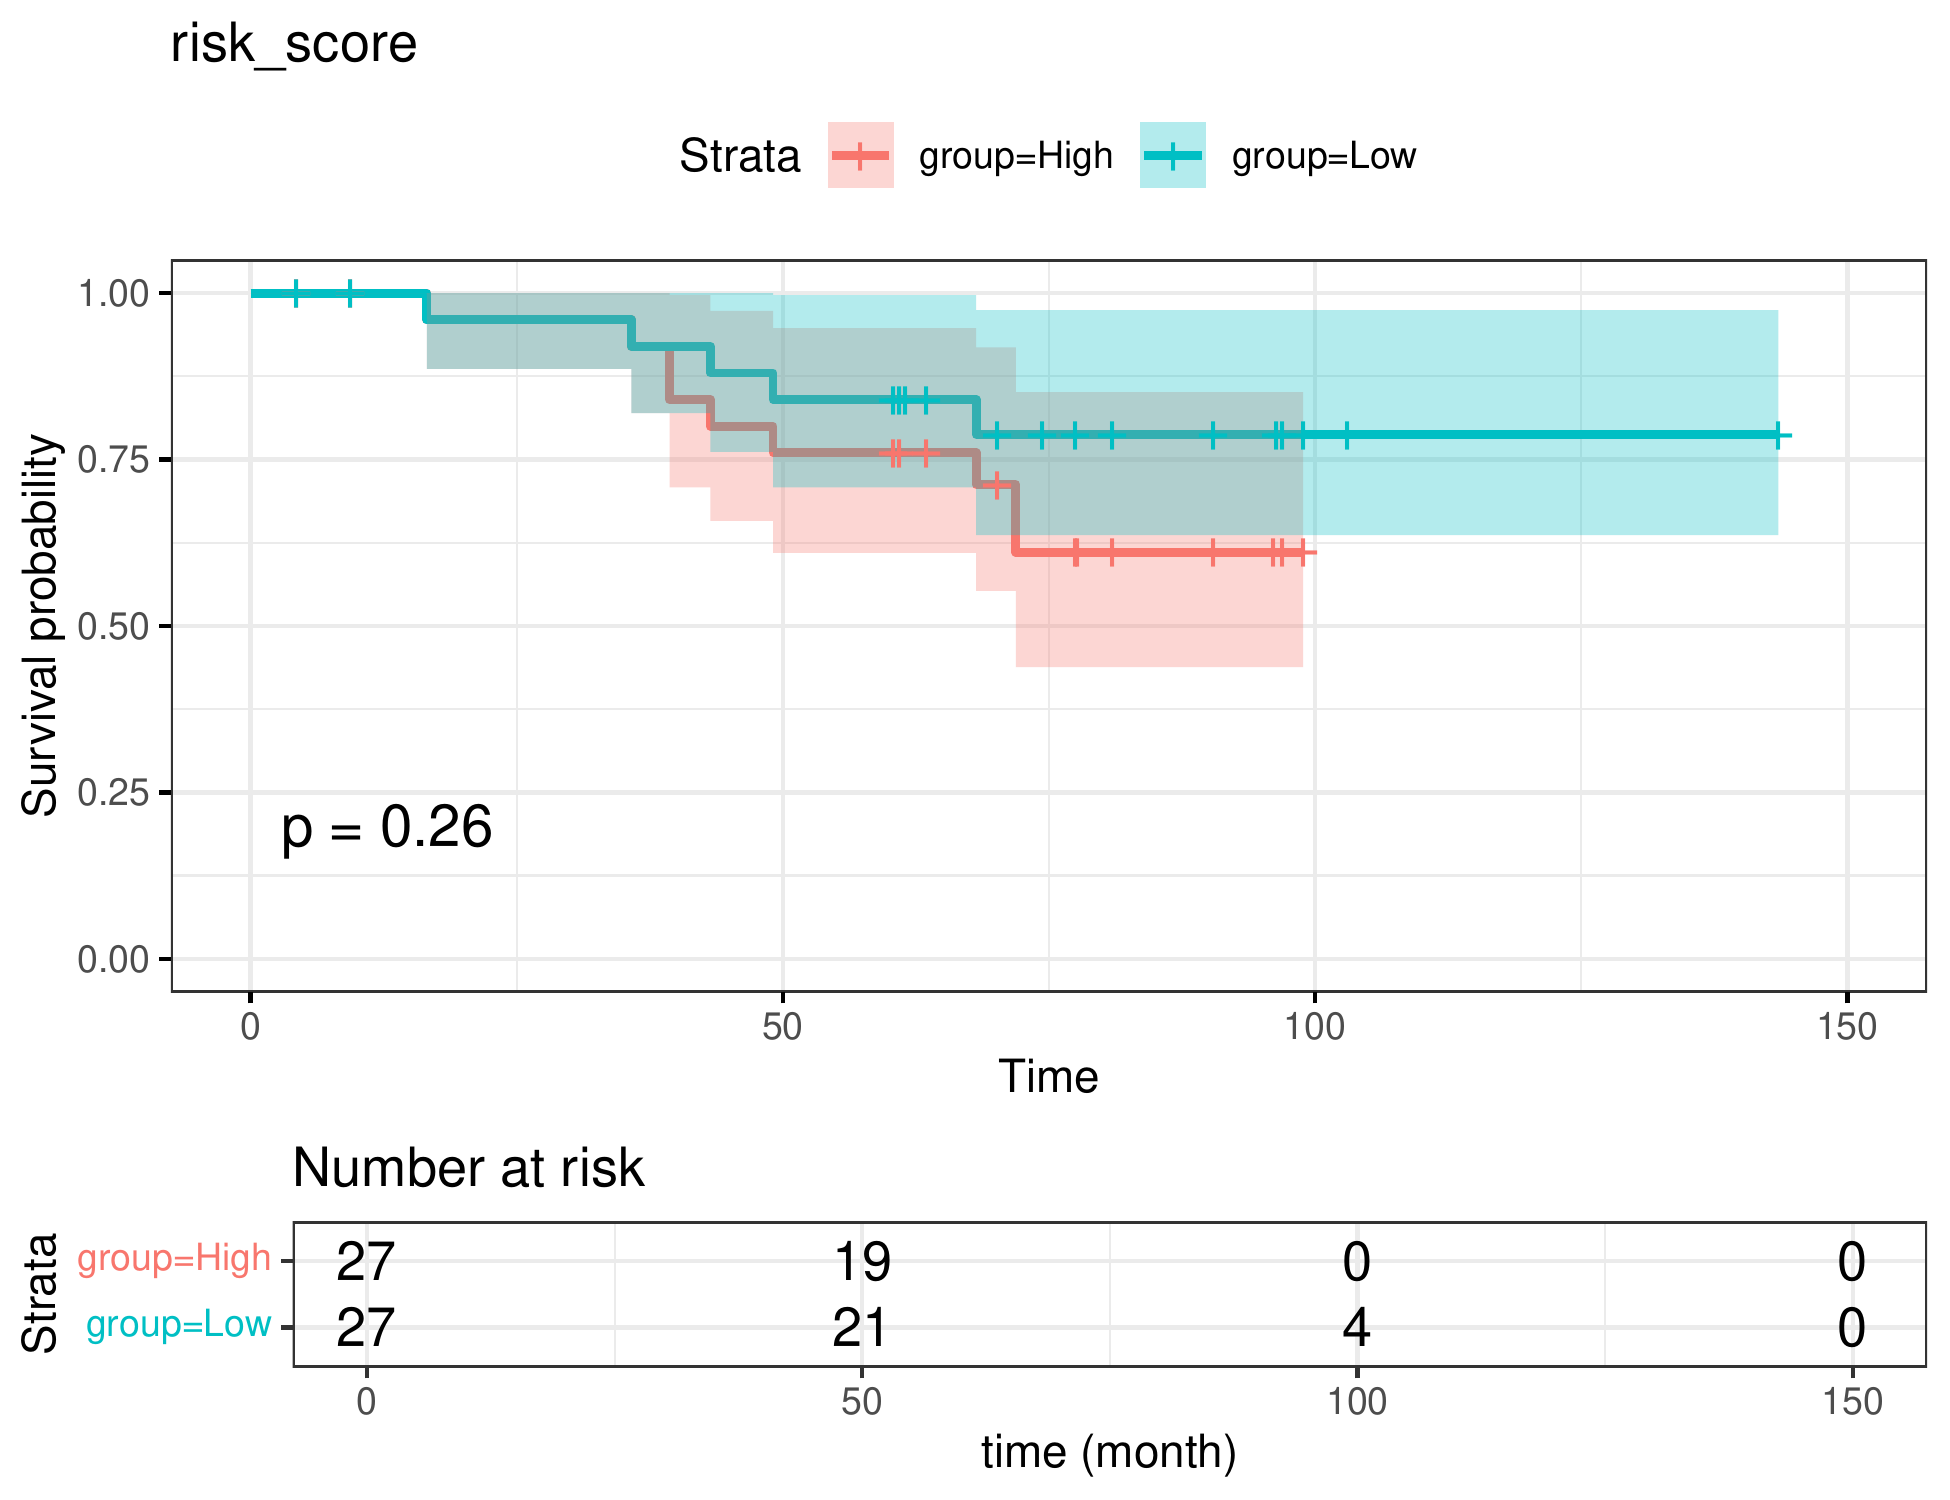 risk_score
Strata group=High group=Low
Survival probability
1.00
0.75
0.50
0.25
0.00
p = 0.26
0 50 100 150
Time
Number at risk
Strata
group=High 27 19 0 0
group=Low 27 21 4 0
0 50 100 150
time (month)